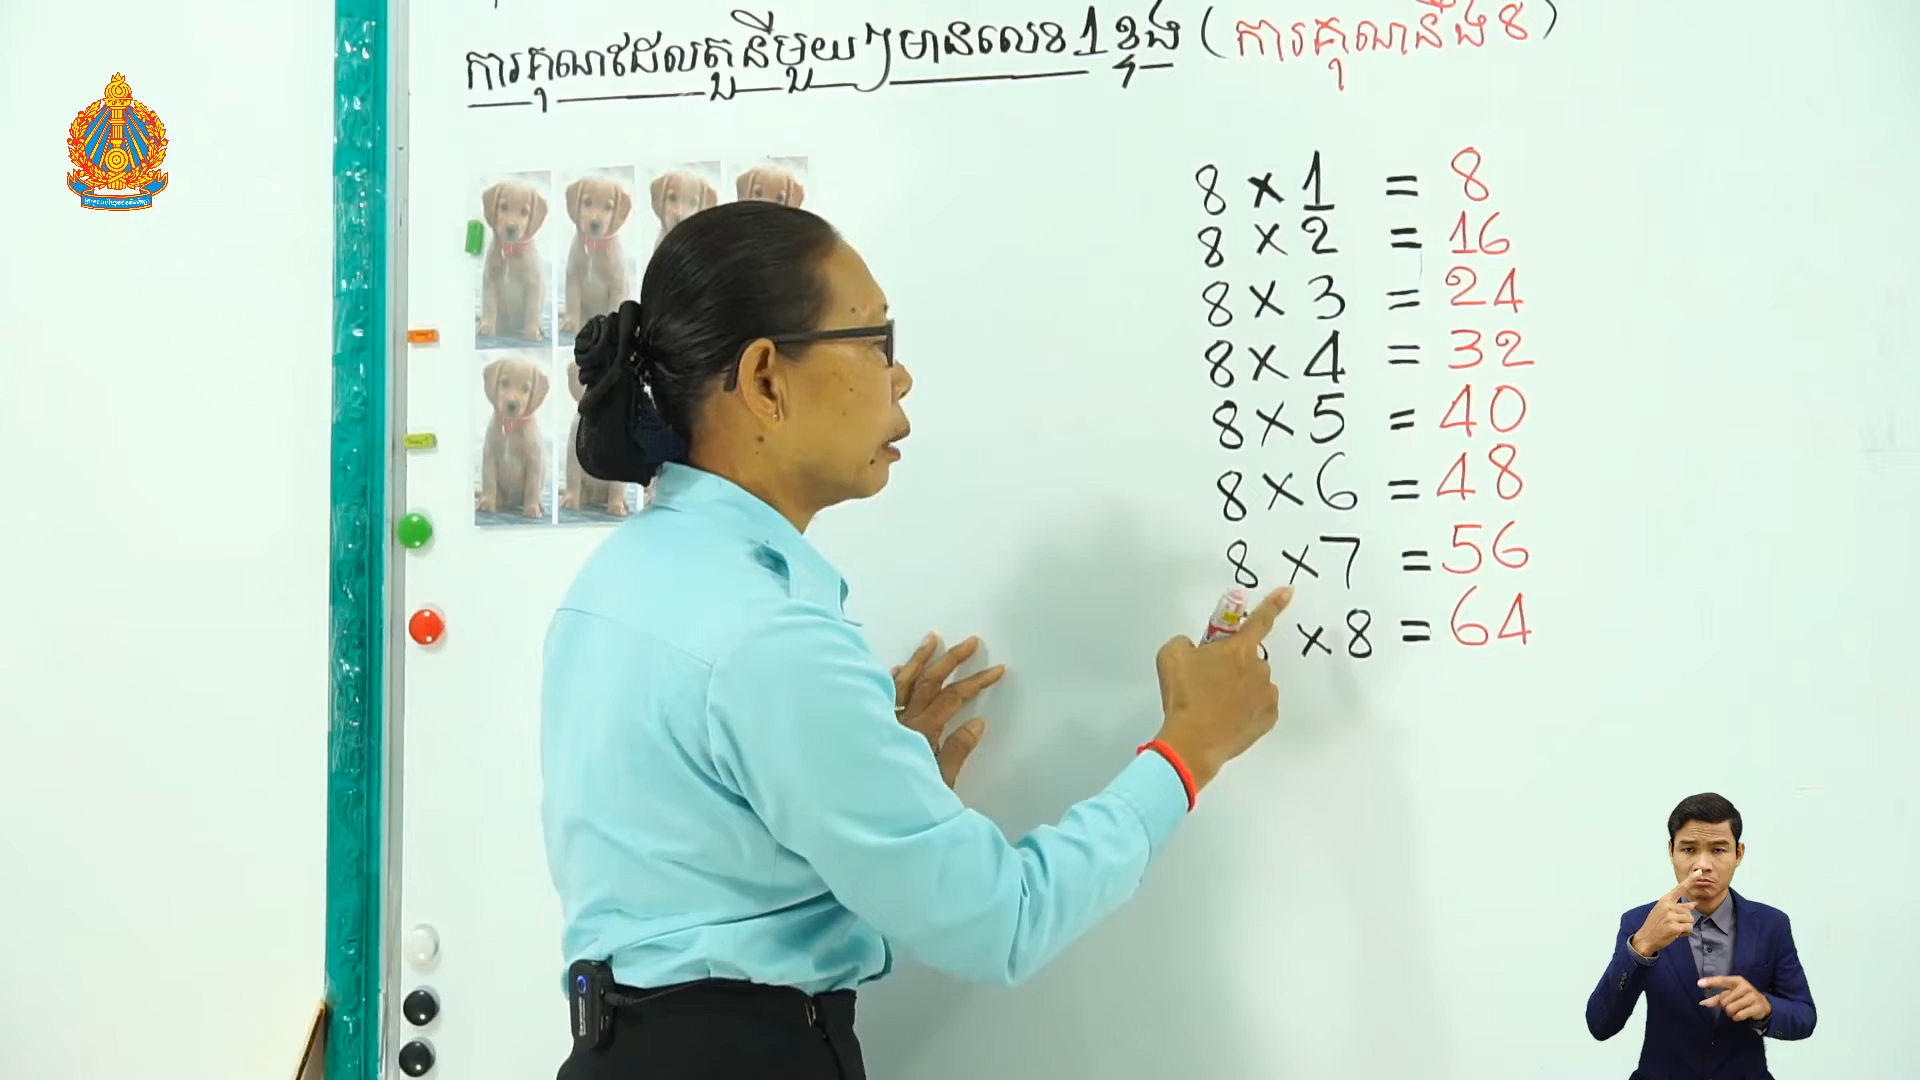 ការគុណដែលតួនីមួយៗមានលេខ1ខ្ទង់ (ការគុណនឹង8)
8 × 1 = 8
8 × 2 = 16
8 × 3 = 24
8 × 4 = 32
8 × 5 = 40
8 × 6 = 48
8 × 7 = 56
× 8 = 64